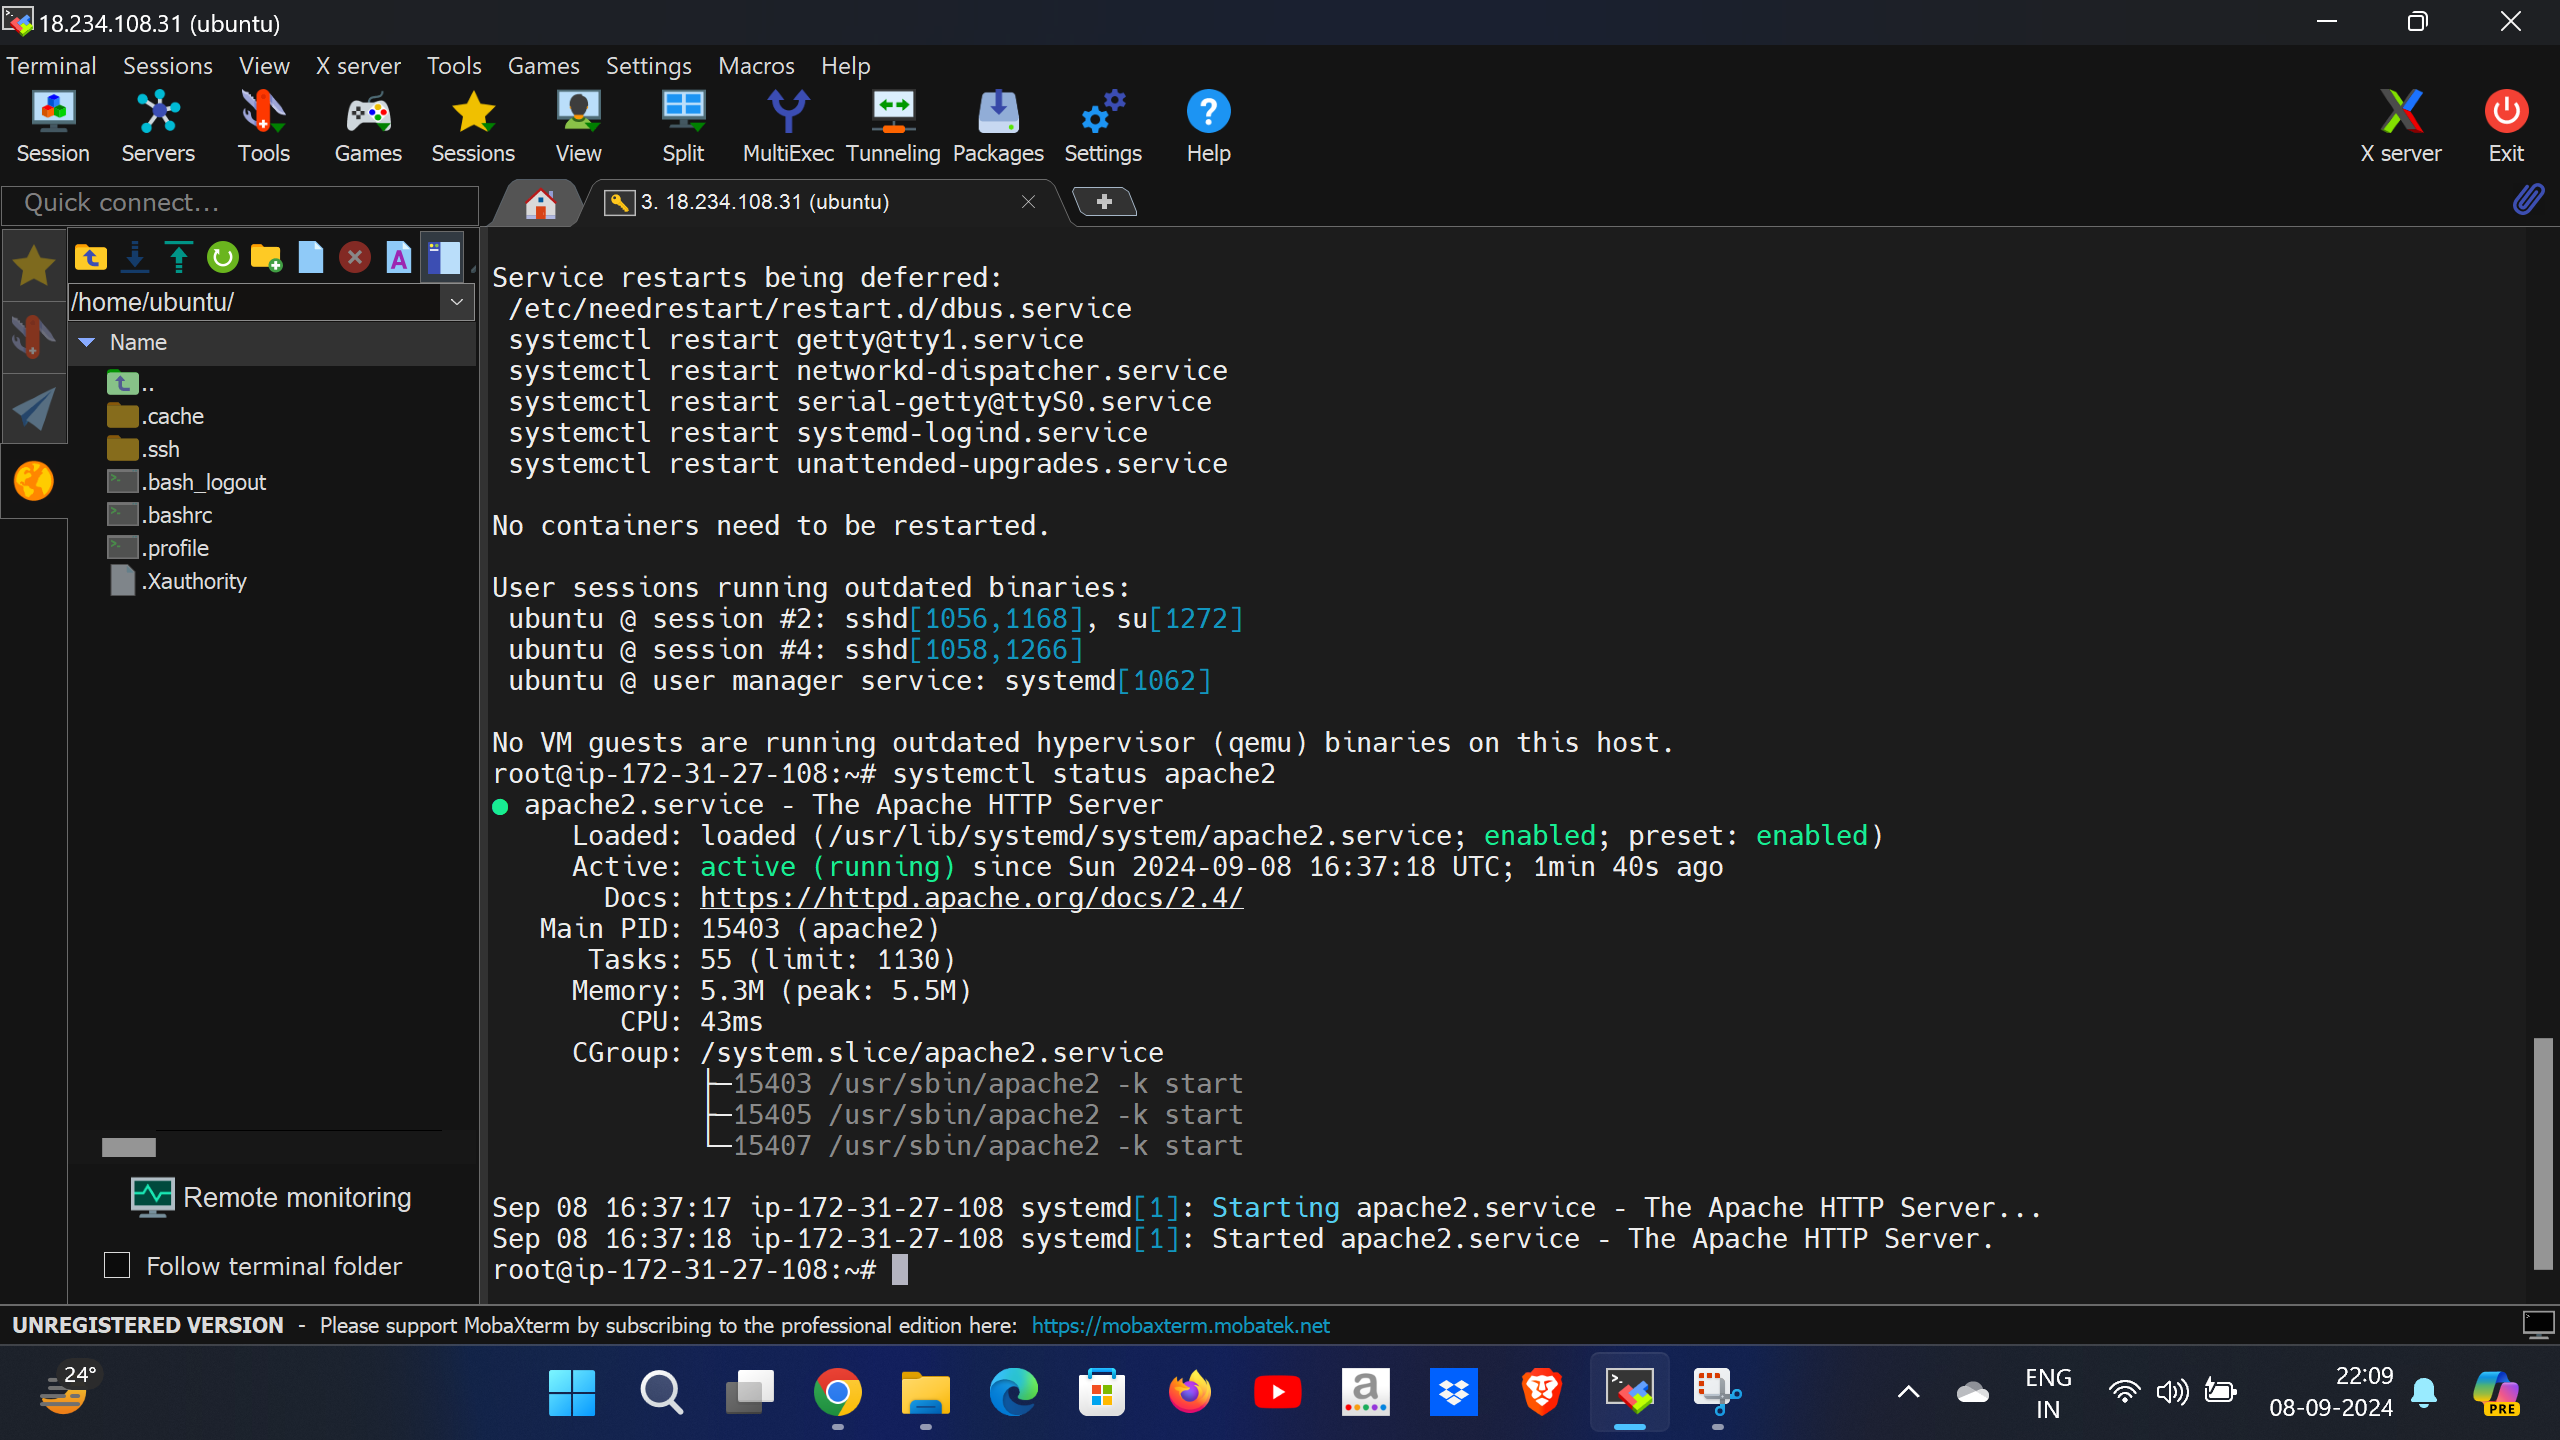 18.234.108.31 (ubuntu)
Terminal Sessions View X server Tools Games Settings Macros Help
Session Servers Tools Games Sessions View Split MultiExec Tunneling Packages Settings Help X server Exit
Quick connect...
3. 18.234.108.31 (ubuntu)
/home/ubuntu/
Name
..
.cache
.ssh
.bash_logout
.bashrc
.profile
.Xauthority
Remote monitoring
Follow terminal folder
Service restarts being deferred:
/etc/needrestart/restart.d/dbus.service
systemctl restart getty@tty1.service
systemctl restart networkd-dispatcher.service
systemctl restart serial-getty@ttyS0.service
systemctl restart systemd-logind.service
systemctl restart unattended-upgrades.service
No containers need to be restarted.
User sessions running outdated binaries:
ubuntu @ session #2: sshd[1056,1168], su[1272]
ubuntu @ session #4: sshd[1058,1266]
ubuntu @ user manager service: systemd[1062]
No VM guests are running outdated hypervisor (qemu) binaries on this host.
root@ip-172-31-27-108:~# systemctl status apache2
● apache2.service - The Apache HTTP Server
Loaded: loaded (/usr/lib/systemd/system/apache2.service; enabled; preset: enabled)
Active: active (running) since Sun 2024-09-08 16:37:18 UTC; 1min 40s ago
Docs: https://httpd.apache.org/docs/2.4/
Main PID: 15403 (apache2)
Tasks: 55 (limit: 1130)
Memory: 5.3M (peak: 5.5M)
CPU: 43ms
CGroup: /system.slice/apache2.service
├─15403 /usr/sbin/apache2 -k start
├─15405 /usr/sbin/apache2 -k start
└─15407 /usr/sbin/apache2 -k start
Sep 08 16:37:17 ip-172-31-27-108 systemd[1]: Starting apache2.service - The Apache HTTP Server...
Sep 08 16:37:18 ip-172-31-27-108 systemd[1]: Started apache2.service - The Apache HTTP Server.
root@ip-172-31-27-108:~#
UNREGISTERED VERSION - Please support MobaXterm by subscribing to the professional edition here: https://mobaxterm.mobatek.net
24°
ENG
IN
22:09
08-09-2024
PRE